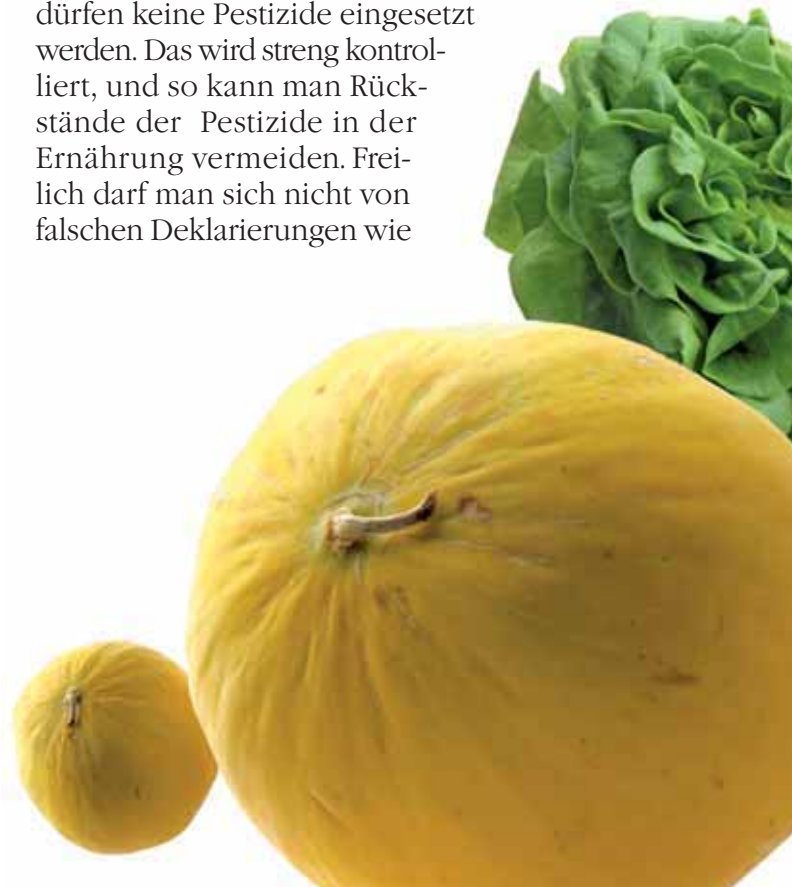 dürfen keine Pestizide eingesetzt
werden. Das wird streng kontrol-
liert, und so kann man Rück-
stände der Pestizide in der
Ernährung vermeiden. Frei-
lich darf man sich nicht von
falschen Deklarierungen wie